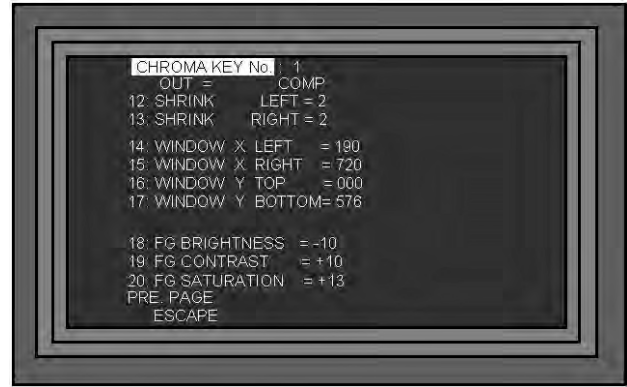 CHROMA KEY No. : 1
OUT = COMP
12: SHRINK LEFT = 2
13: SHRINK RIGHT = 2
14: WINDOW X LEFT = 190
15: WINDOW X RIGHT = 720
16: WINDOW Y TOP = 000
17: WINDOW Y BOTTOM= 576
18: FG BRIGHTNESS = -10
19: FG CONTRAST = +10
20: FG SATURATION = +13
PRE. PAGE
ESCAPE